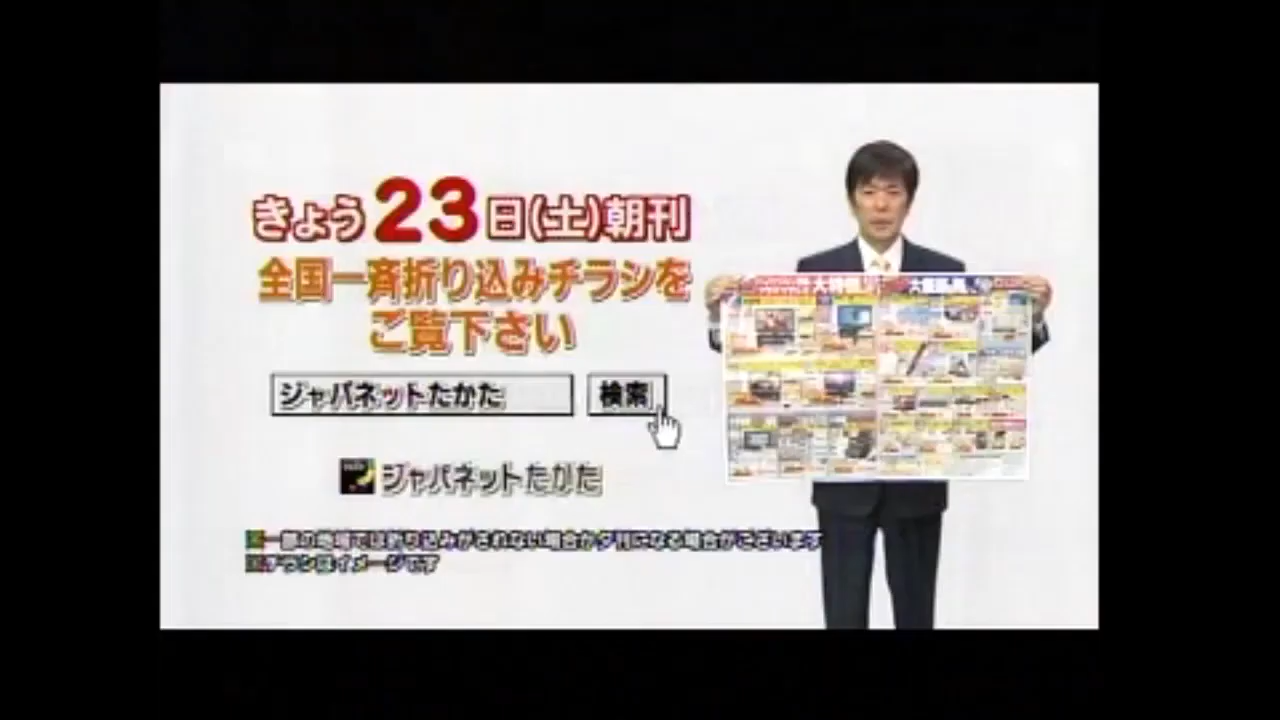 きょう23日(土)朝刊
全国一斉折り込みチラシを
ご覧下さい
ジャパネットたかた 検索
ジャパネットたかた
※一部の地域では折り込みがされない場合か夕刊になる場合がございます
※チラシはイメージです